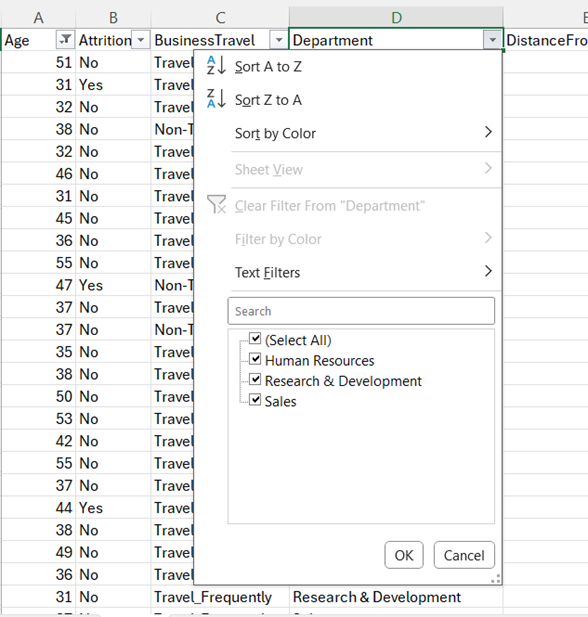 A B C D E
Age Attrition BusinessTravel Department DistanceFro
51 No Travel
31 Yes Travel
32 No Travel
38 No Non-T
32 No Travel
46 No Travel
31 No Travel
45 No Travel
36 No Travel
55 No Travel
47 Yes Non-T
37 No Travel
37 No Non-T
35 No Travel
38 No Travel
50 No Travel
53 No Travel
42 No Travel
55 No Travel
37 No Travel
44 Yes Travel
38 No Travel
49 No Travel
36 No Travel
31 No Travel_Frequently Research & Development
Sort A to Z
Sort Z to A
Sort by Color
Sheet View
Clear Filter From "Department"
Filter by Color
Text Filters
Search
(Select All)
Human Resources
Research & Development
Sales
OK Cancel